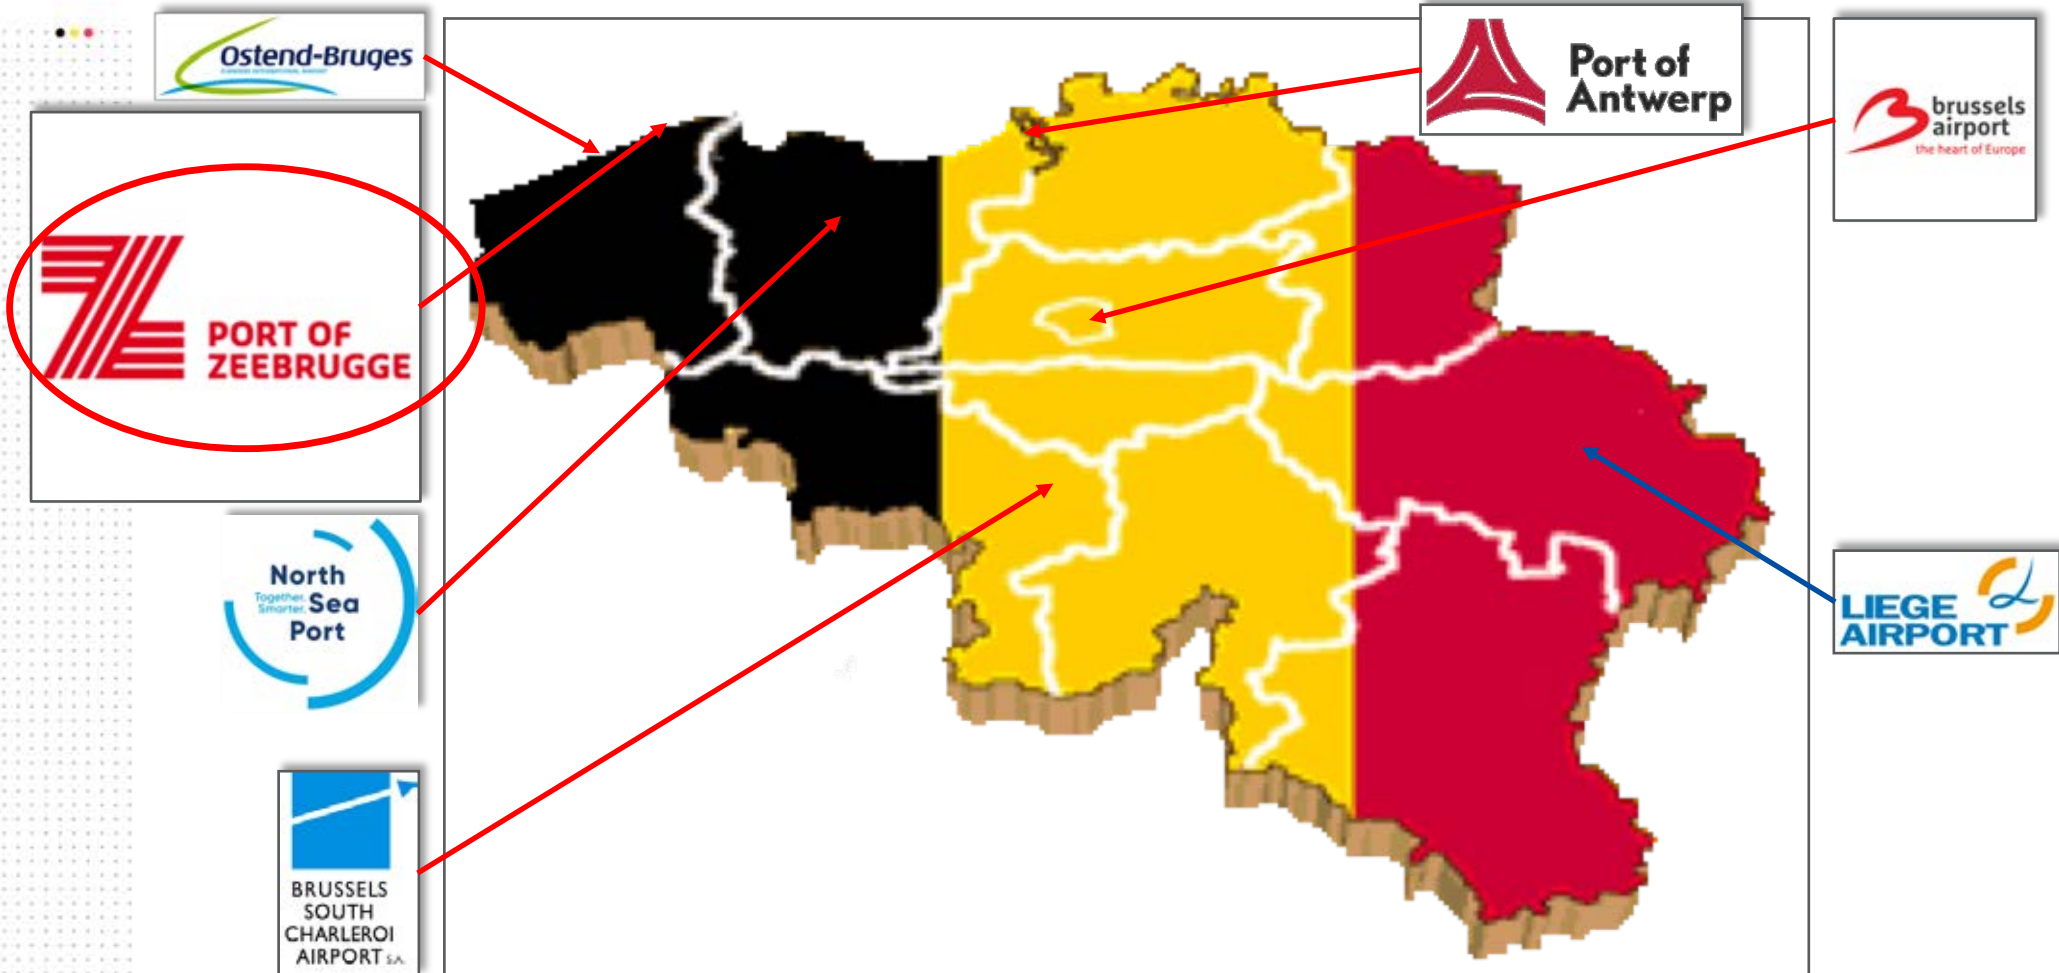 Ostend-Bruges
PORT OF
ZEEBRUGGE
North
Together.
Smarter.
Sea
Port
BRUSSELS
SOUTH
CHARLEROI
AIRPORT S.A.
Port of
Antwerp
brussels
airport
the heart of Europe
LIEGE
AIRPORT